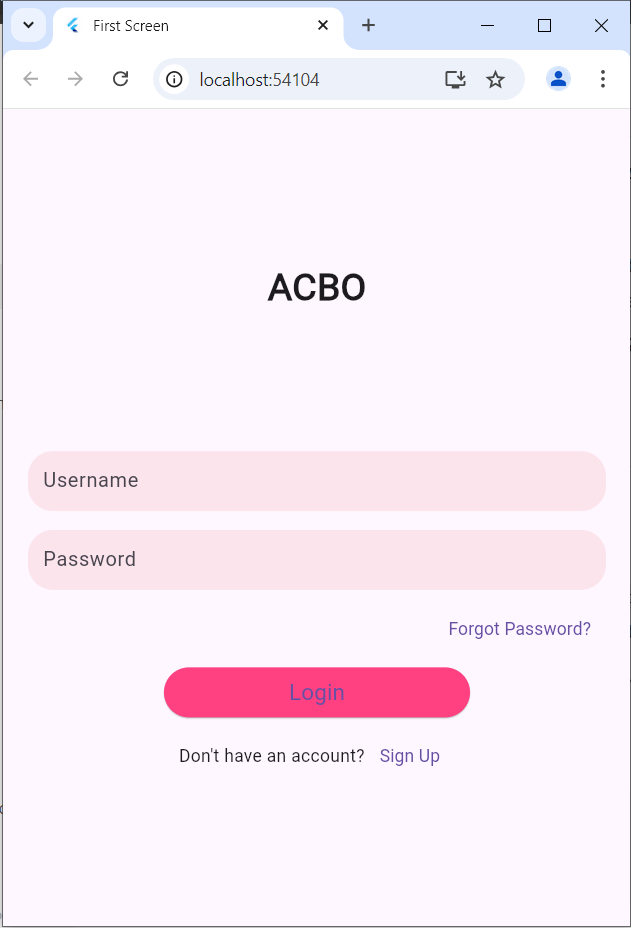 First Screen
localhost:54104
ACBO
Username
Password
Forgot Password?
Login
Don't have an account? Sign Up